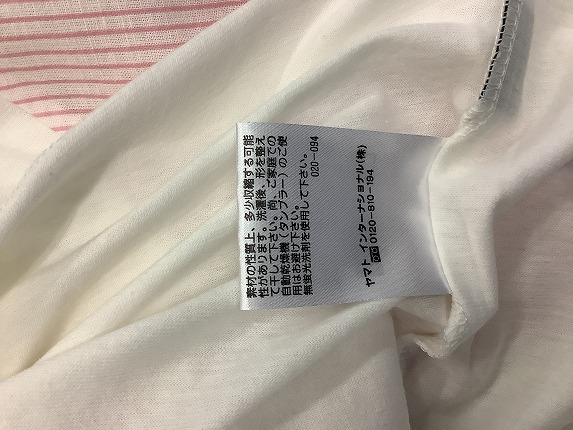 素材の性質上、多少収縮する可能
性があります。洗濯後、形を整え
て干して下さい。尚、ご家庭での
自動乾燥機(タンブラー)のご使
用はお避け下さい。
無蛍光洗剤を使用して下さい。
020-094
ヤマト インターナショナル(株)
0120-810-194